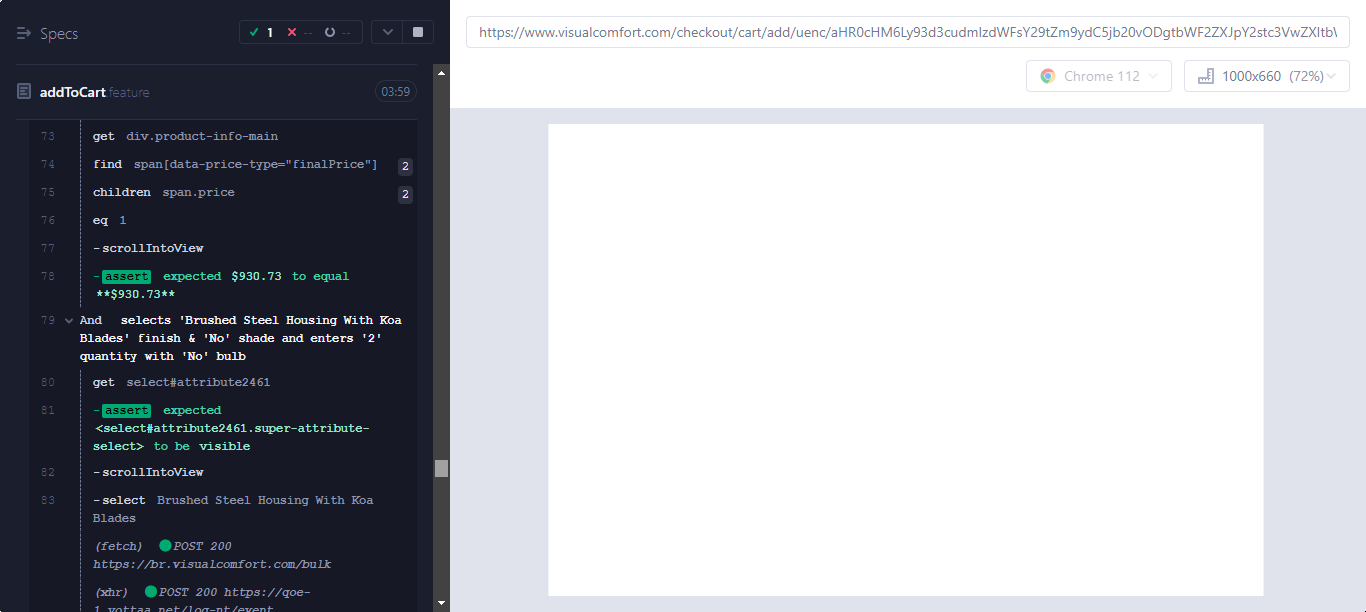 Specs
1 -- --
addToCart.feature
03:59
73 get div.product-info-main
74 find span[data-price-type="finalPrice"] 2
75 children span.price 2
76 eq 1
77 -scrollIntoView
78 -assert expected $930.73 to equal
**$930.73**
79 And selects 'Brushed Steel Housing With Koa
Blades' finish & 'No' shade and enters '2'
quantity with 'No' bulb
80 get select#attribute2461
81 -assert expected
<select#attribute2461.super-attribute-
select> to be visible
82 -scrollIntoView
83 -select Brushed Steel Housing With Koa
Blades
(fetch) POST 200
https://br.visualcomfort.com/bulk
(xhr) POST 200 https://qoe-
1.yottaa.net/log-nt/event
https://www.visualcomfort.com/checkout/cart/add/uenc/aHR0cHM6Ly93d3cudmlzdWFsY29tZm9ydC5jb20vODgtbWF2ZXJpY2stc3VwZXItbV
Chrome 112
1000x660 (72%)